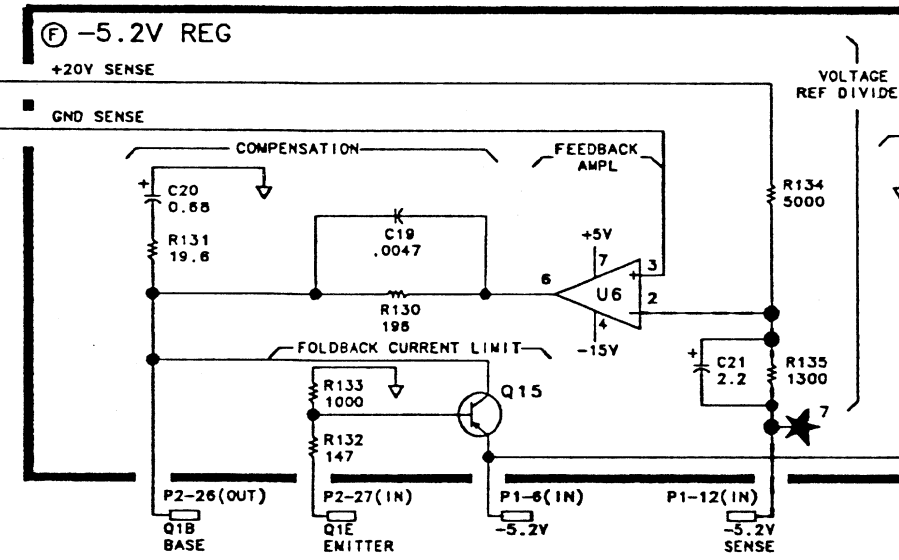 Ⓕ -5.2V REG
+20V SENSE
VOLTAGE
REF DIVIDE
GND SENSE
COMPENSATION
FEEDBACK
AMPL
+
C20
0.68
R134
5000
C19
.0047
R131
19.6
+5V
7
3
+
6
U6
2
-
4
-15V
R130
196
FOLDBACK CURRENT LIMIT
+
C21
2.2
R135
1300
R133
1000
Q15
7
R132
147
P2-26(OUT)
P2-27(IN)
P1-6(IN)
P1-12(IN)
Q1B
BASE
Q1E
EMITTER
-5.2V
-5.2V
SENSE